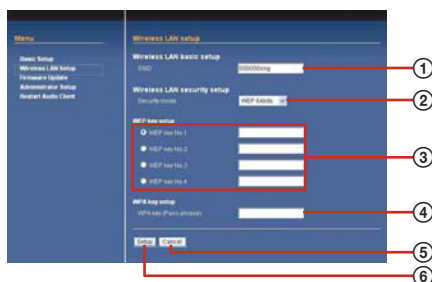 Menu
Basic Setup
Wireless LAN Setup
Firmware Update
Administrator Setup
Restart Audio Client
Wireless LAN setup
Wireless LAN basic setup
SSID
Wireless LAN security setup
Security mode
WEP 64bits
WEP key setup
WEP key No.1
WEP key No.2
WEP key No.3
WEP key No.4
WPA key setup
WPA key (Pass phrase)
Setup
Cancel
1
2
3
4
5
6